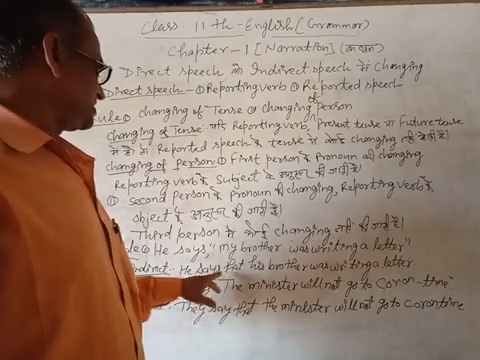 Class 11th-English (Grammar)
Chapter-1 [Narration] (कथन)
Direct speech को Indirect speech में changing
Direct speech - ① Reporting verb ② Reported speech
① changing of Tense ② changing of person
changing of Tense: यदि Reporting verb, Present tense या Future tense
में हो तो Reported speech के tense में कोई changing नहीं होती है।
changing of person ① First person के Pronoun की changing
Reporting verb के subject के अनुसार की जाती है।
② Second person के Pronoun की changing, Reporting verb के
object के अनुसार की जाती है।
Third person में कोई changing नहीं की जाती है।
① He says, "my brother was writing a letter"
Indirect: He says that his brother was writing a letter.
The minister will not go to
They say that the minister will not go to